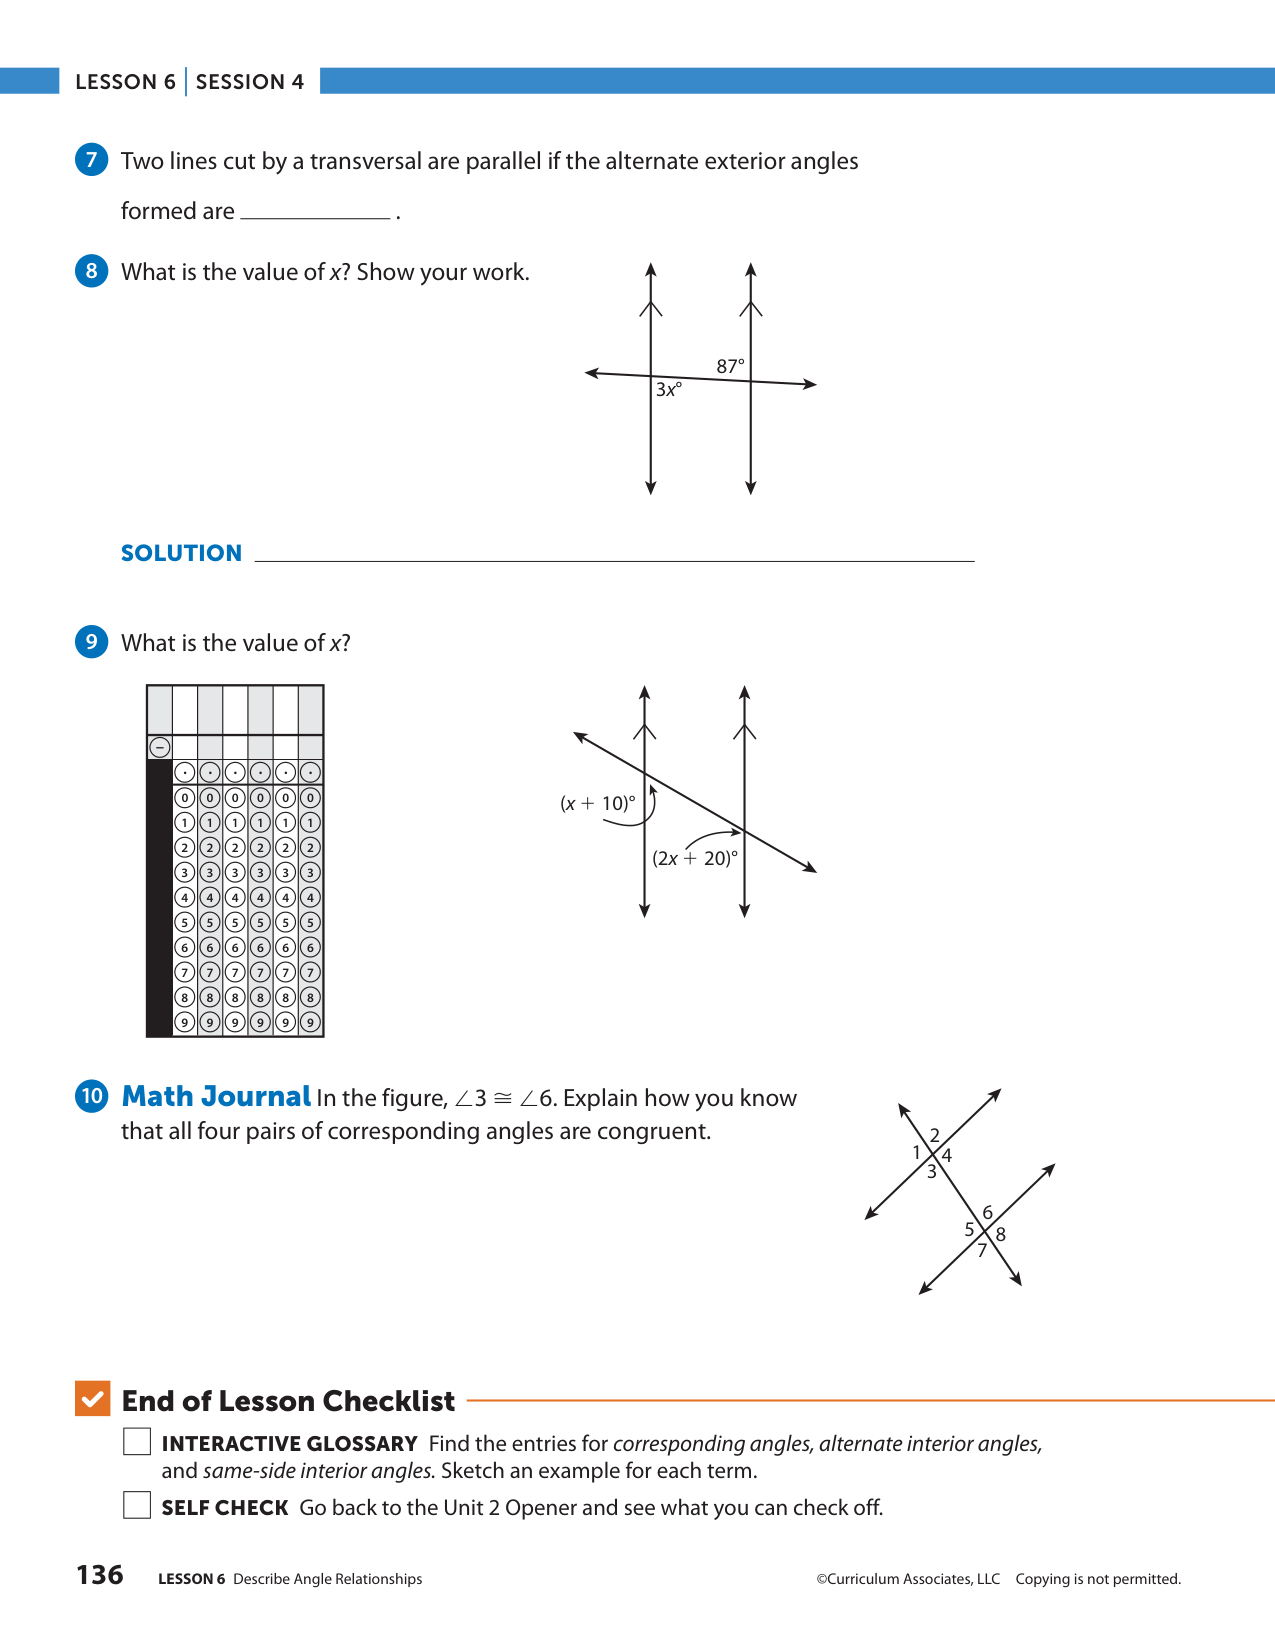 LESSON 6 | SESSION 4
7 Two lines cut by a transversal are parallel if the alternate exterior angles
formed are ____________ .
8 What is the value of x? Show your work.
87°
3x°
SOLUTION ____________
9 What is the value of x?
−
. . . . . .
0 0 0 0 0 0
1 1 1 1 1 1
2 2 2 2 2 2
3 3 3 3 3 3
4 4 4 4 4 4
5 5 5 5 5 5
6 6 6 6 6 6
7 7 7 7 7 7
8 8 8 8 8 8
9 9 9 9 9 9
(x + 10)°
(2x + 20)°
10 Math Journal In the figure, ∠3 ≅ ∠6. Explain how you know
that all four pairs of corresponding angles are congruent.
2
1 4
3
6
5 8
7
End of Lesson Checklist
INTERACTIVE GLOSSARY Find the entries for corresponding angles, alternate interior angles,
and same-side interior angles. Sketch an example for each term.
SELF CHECK Go back to the Unit 2 Opener and see what you can check off.
136 LESSON 6 Describe Angle Relationships ©Curriculum Associates, LLC Copying is not permitted.